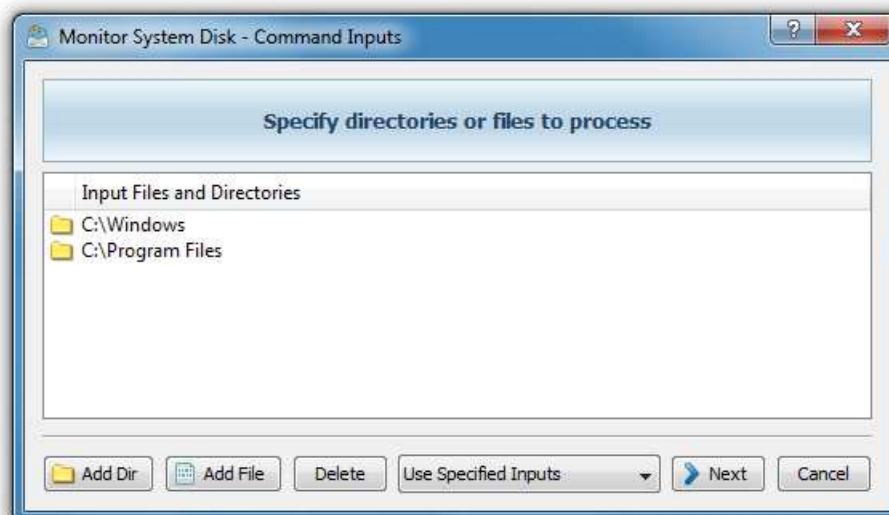 Monitor System Disk - Command Inputs
?
Specify directories or files to process
Input Files and Directories
C:\Windows
C:\Program Files
Add Dir Add File Delete Use Specified Inputs Next Cancel